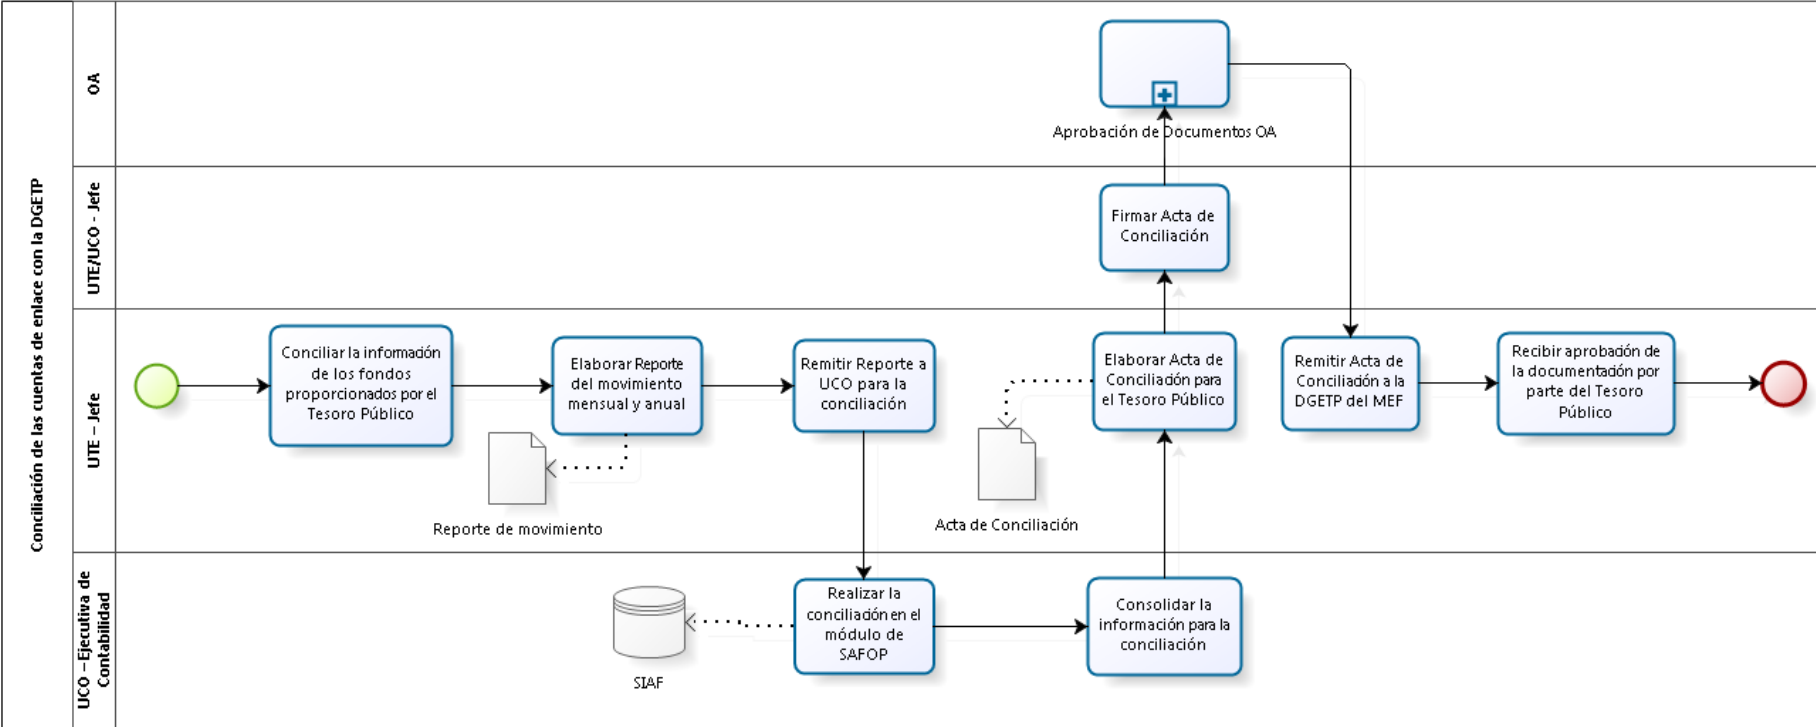 Conciliación de las cuentas de enlace con la DGETP
OA
Aprobación de Documentos OA
UTE/UCO - Jefe
Firmar Acta de
Conciliación
UTE – Jefe
Conciliar la información
de los fondos
proporcionados por el
Tesoro Público
Elaborar Reporte
del movimiento
mensual y anual
Reporte de movimiento
Remitir Reporte a
UCO para la
conciliación
Elaborar Acta de
Conciliación para
el Tesoro Público
Acta de Conciliación
Remitir Acta de
Conciliación a la
DGETP del MEF
Recibir aprobación de
la documentación por
parte del Tesoro
Público
UCO – Ejecutiva de
Contabilidad
SIAF
Realizar la
conciliación en el
módulo de
SAFOP
Consolidar la
información para la
conciliación